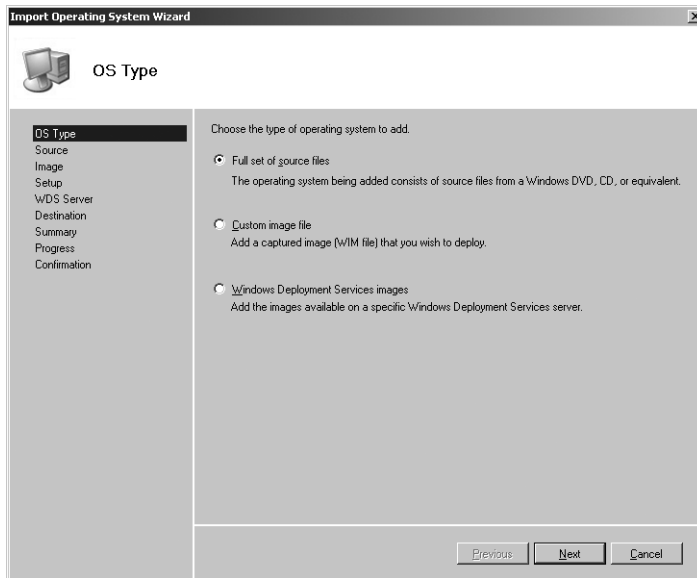 Import Operating System Wizard
OS Type
OS Type
Source
Image
Setup
WDS Server
Destination
Summary
Progress
Confirmation
Choose the type of operating system to add.
Full set of source files
The operating system being added consists of source files from a Windows DVD, CD, or equivalent.
Custom image file
Add a captured image (WIM file) that you wish to deploy.
Windows Deployment Services images
Add the images available on a specific Windows Deployment Services server.
Previous Next Cancel